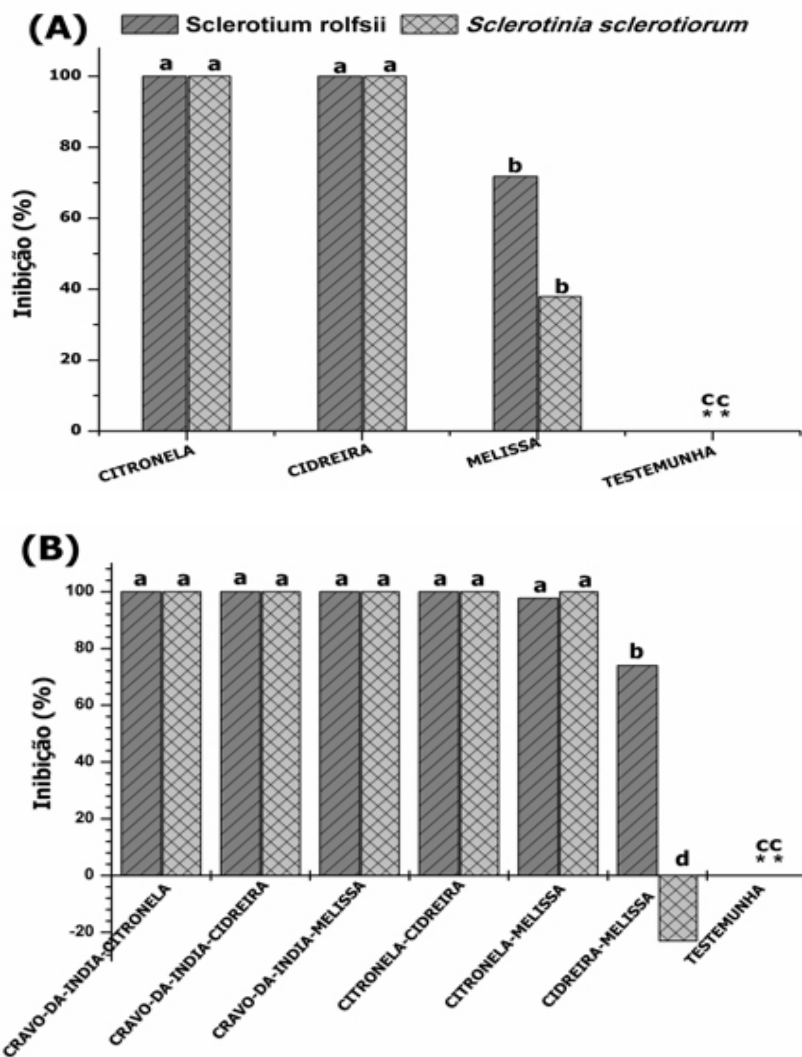 (A) Sclerotium rolfsii Sclerotinia sclerotiorum
a a a a
100
80
b
60
40
b
20
cc
**
0
Inibição (%)
CITRONELA CIDREIRA MELISSA TESTEMUNHA
(B)
a a a a a a a a a a
100
80
b
60
40
20
cc
**
0
d
-20
Inibição (%)
CRAVO-DA-INDIA-CITRONELA
CRAVO-DA-INDIA-CIDREIRA
CRAVO-DA-INDIA-MELISSA
CITRONELA-CIDREIRA
CITRONELA-MELISSA
CIDREIRA-MELISSA
TESTEMUNHA